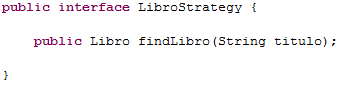 public interface LibroStrategy {
public Libro findLibro(String titulo);
}